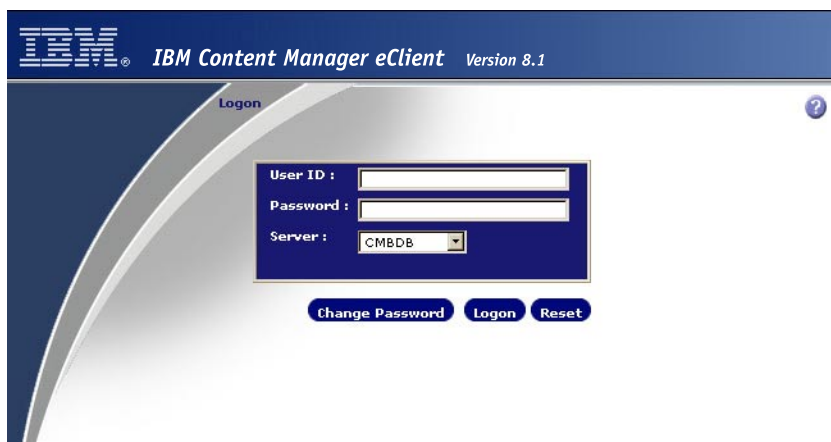 IBM® IBM Content Manager eClient Version 8.1
Logon
?
User ID :
Password :
Server : CMBDB
Change Password Logon Reset